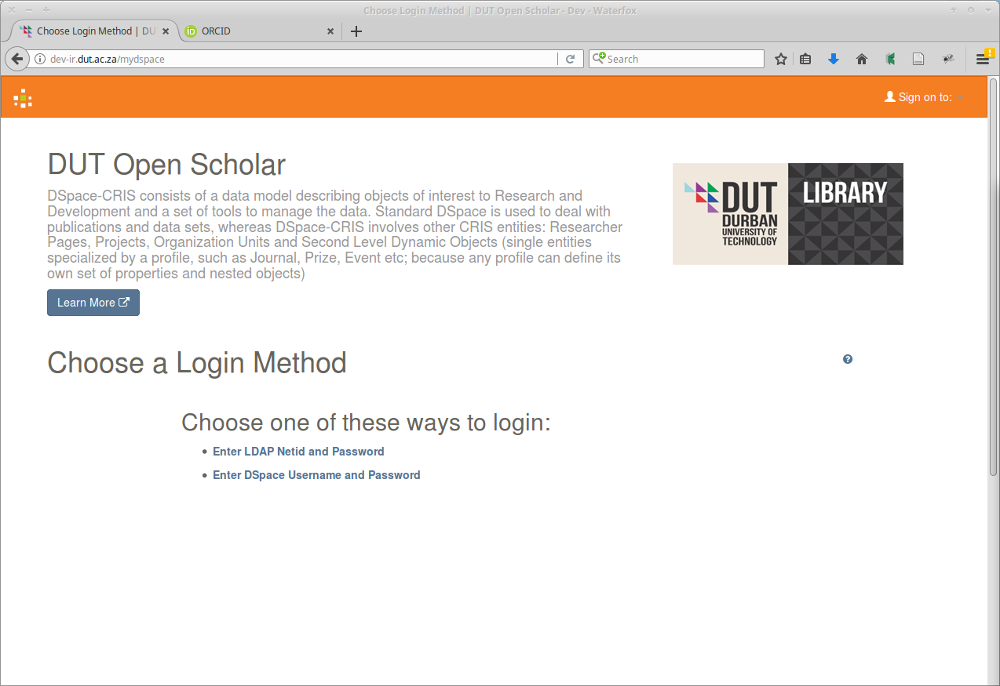 Choose Login Method | DUT Open Scholar - Dev - Waterfox
Choose Login Method | DU
iD ORCID
dev-ir.dut.ac.za/mydspace
Search
Sign on to:
DUT Open Scholar
DSpace-CRIS consists of a data model describing objects of interest to Research and
Development and a set of tools to manage the data. Standard DSpace is used to deal with
publications and data sets, whereas DSpace-CRIS involves other CRIS entities: Researcher
Pages, Projects, Organization Units and Second Level Dynamic Objects (single entities
specialized by a profile, such as Journal, Prize, Event etc; because any profile can define its
own set of properties and nested objects)
DUT
DURBAN
UNIVERSITY OF
TECHNOLOGY
LIBRARY
Learn More
Choose a Login Method
Choose one of these ways to login:
• Enter LDAP Netid and Password
• Enter DSpace Username and Password